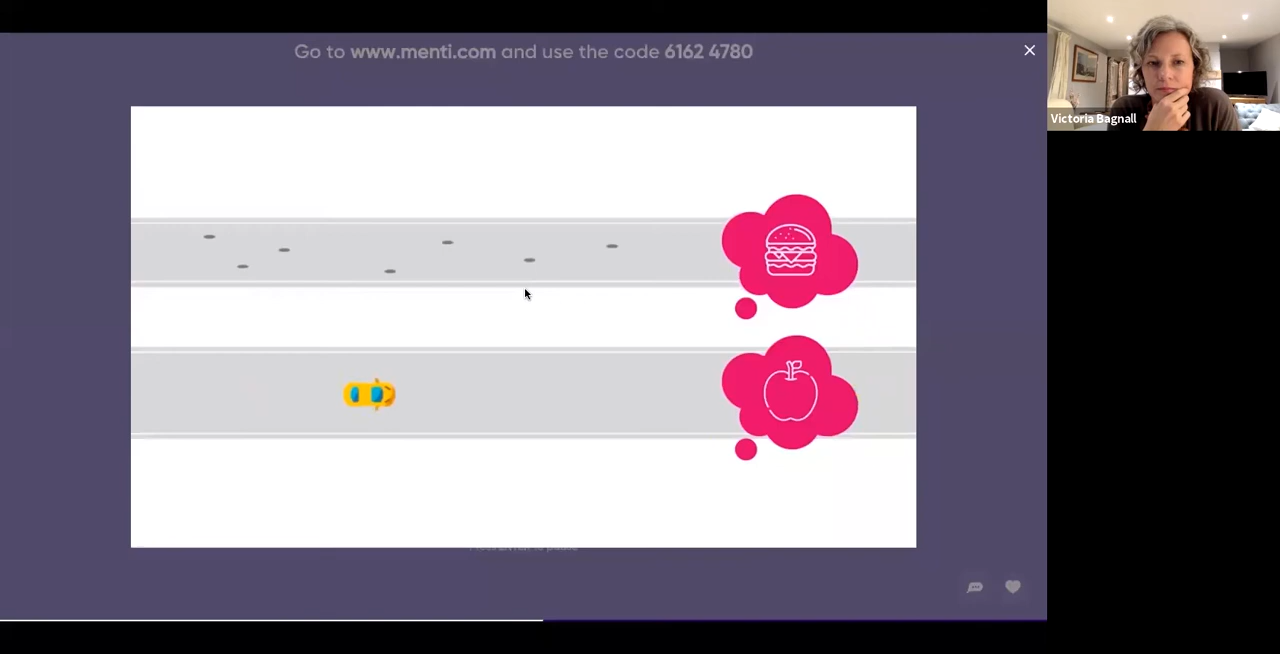 Go to www.menti.com and use the code 6162 4780
Victoria Bagnall